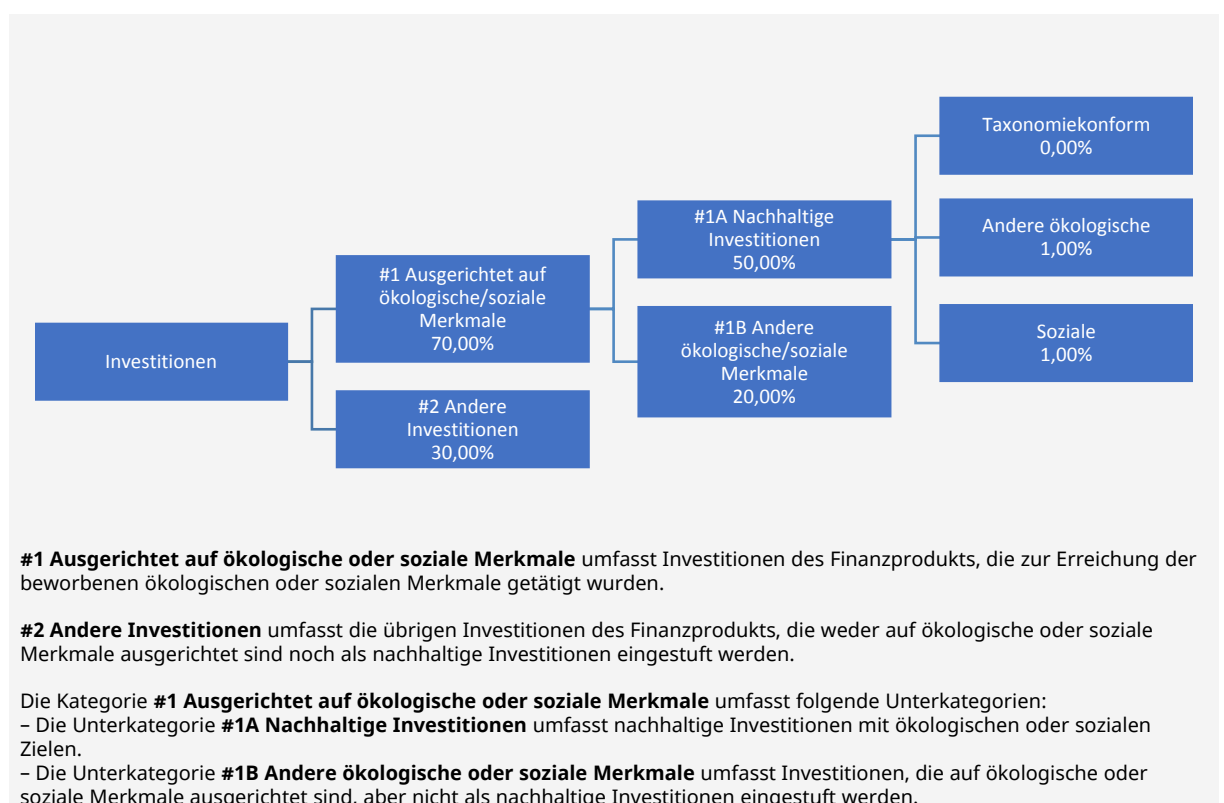 Investitionen
#1 Ausgerichtet auf
ökologische/soziale
Merkmale
70,00%
#2 Andere
Investitionen
30,00%
#1A Nachhaltige
Investitionen
50,00%
#1B Andere
ökologische/soziale
Merkmale
20,00%
Taxonomiekonform
0,00%
Andere ökologische
1,00%
Soziale
1,00%
#1 Ausgerichtet auf ökologische oder soziale Merkmale umfasst Investitionen des Finanzprodukts, die zur Erreichung der
beworbenen ökologischen oder sozialen Merkmale getätigt wurden.
#2 Andere Investitionen umfasst die übrigen Investitionen des Finanzprodukts, die weder auf ökologische oder soziale
Merkmale ausgerichtet sind noch als nachhaltige Investitionen eingestuft werden.
Die Kategorie #1 Ausgerichtet auf ökologische oder soziale Merkmale umfasst folgende Unterkategorien:
– Die Unterkategorie #1A Nachhaltige Investitionen umfasst nachhaltige Investitionen mit ökologischen oder sozialen
Zielen.
– Die Unterkategorie #1B Andere ökologische oder soziale Merkmale umfasst Investitionen, die auf ökologische oder
soziale Merkmale ausgerichtet sind, aber nicht als nachhaltige Investitionen eingestuft werden.